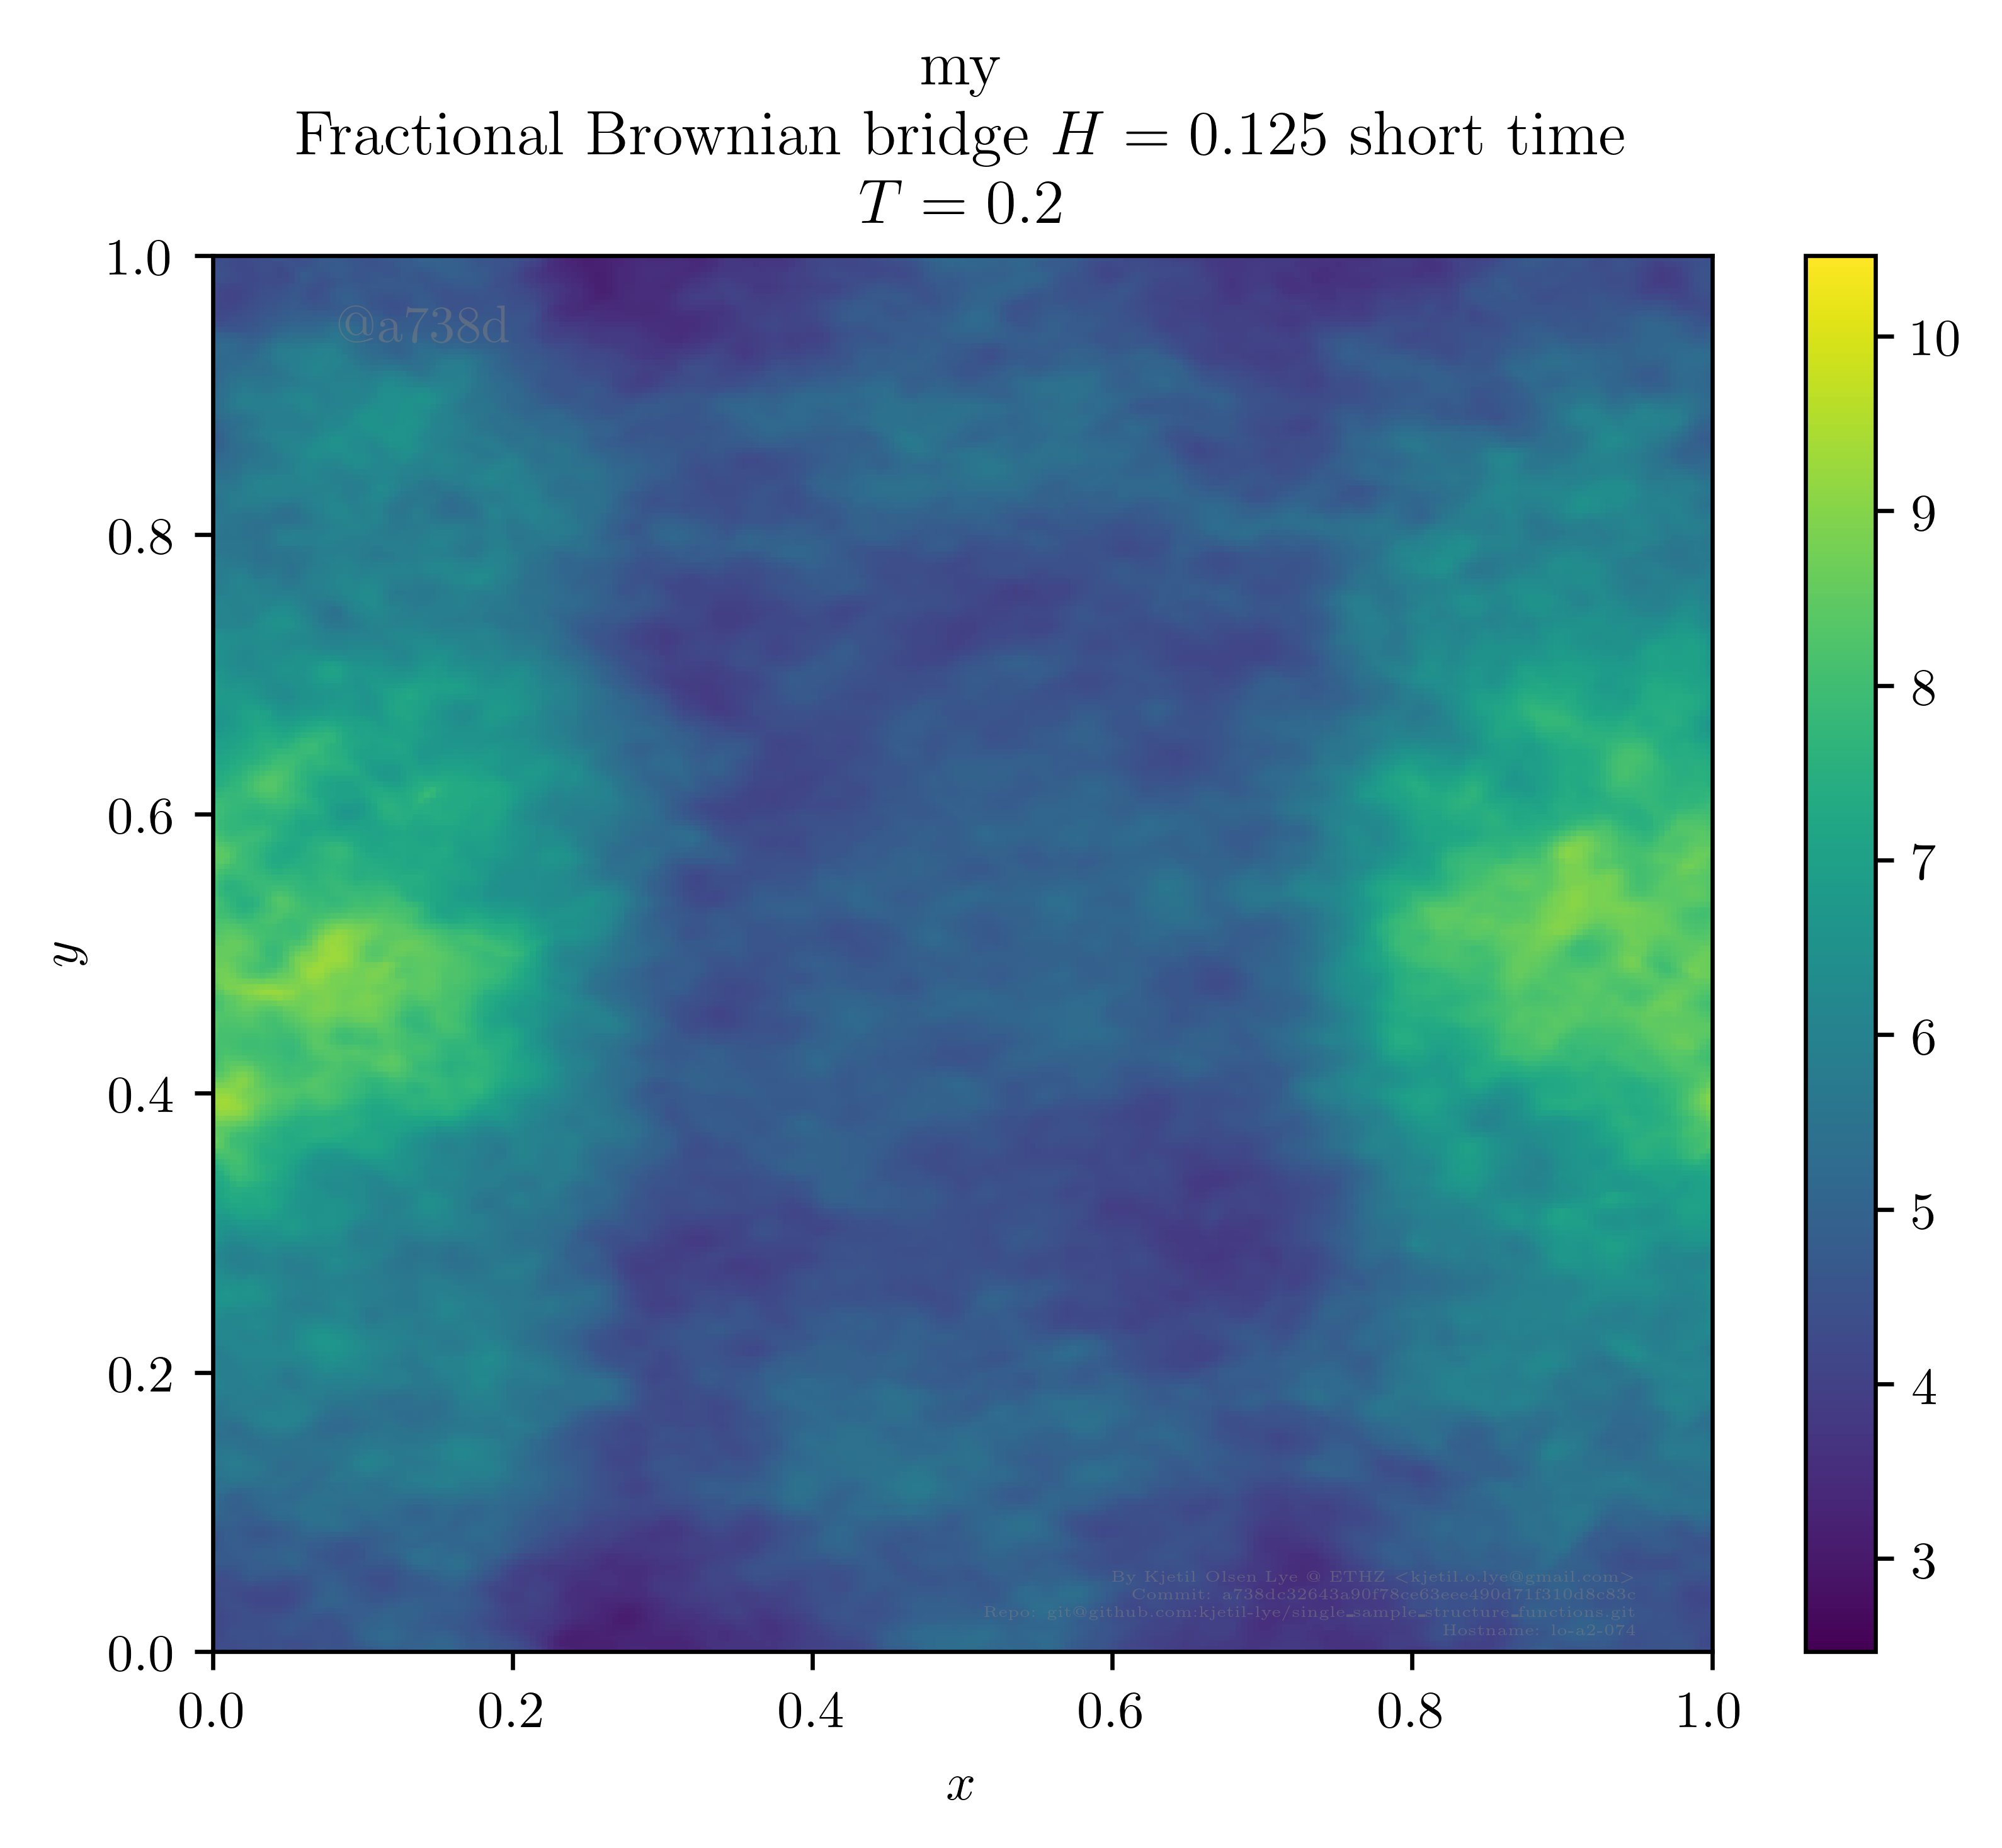 my
Fractional Brownian bridge H = 0.125 short time
T = 0.2
1.0
0.8
0.6
0.4
0.2
0.0
y
@a738d
By Kjetil Olsen Lye @ ETHZ <kjetil.o.lye@gmail.com>
Commit: a738dc32643a90f78ce63eee490d71f310d8c83c
Repo: git@github.com:kjetil-lye/single_sample_structure_functions.git
Hostname: lo-a2-074
0.0 0.2 0.4 0.6 0.8 1.0
x
10
9
8
7
6
5
4
3